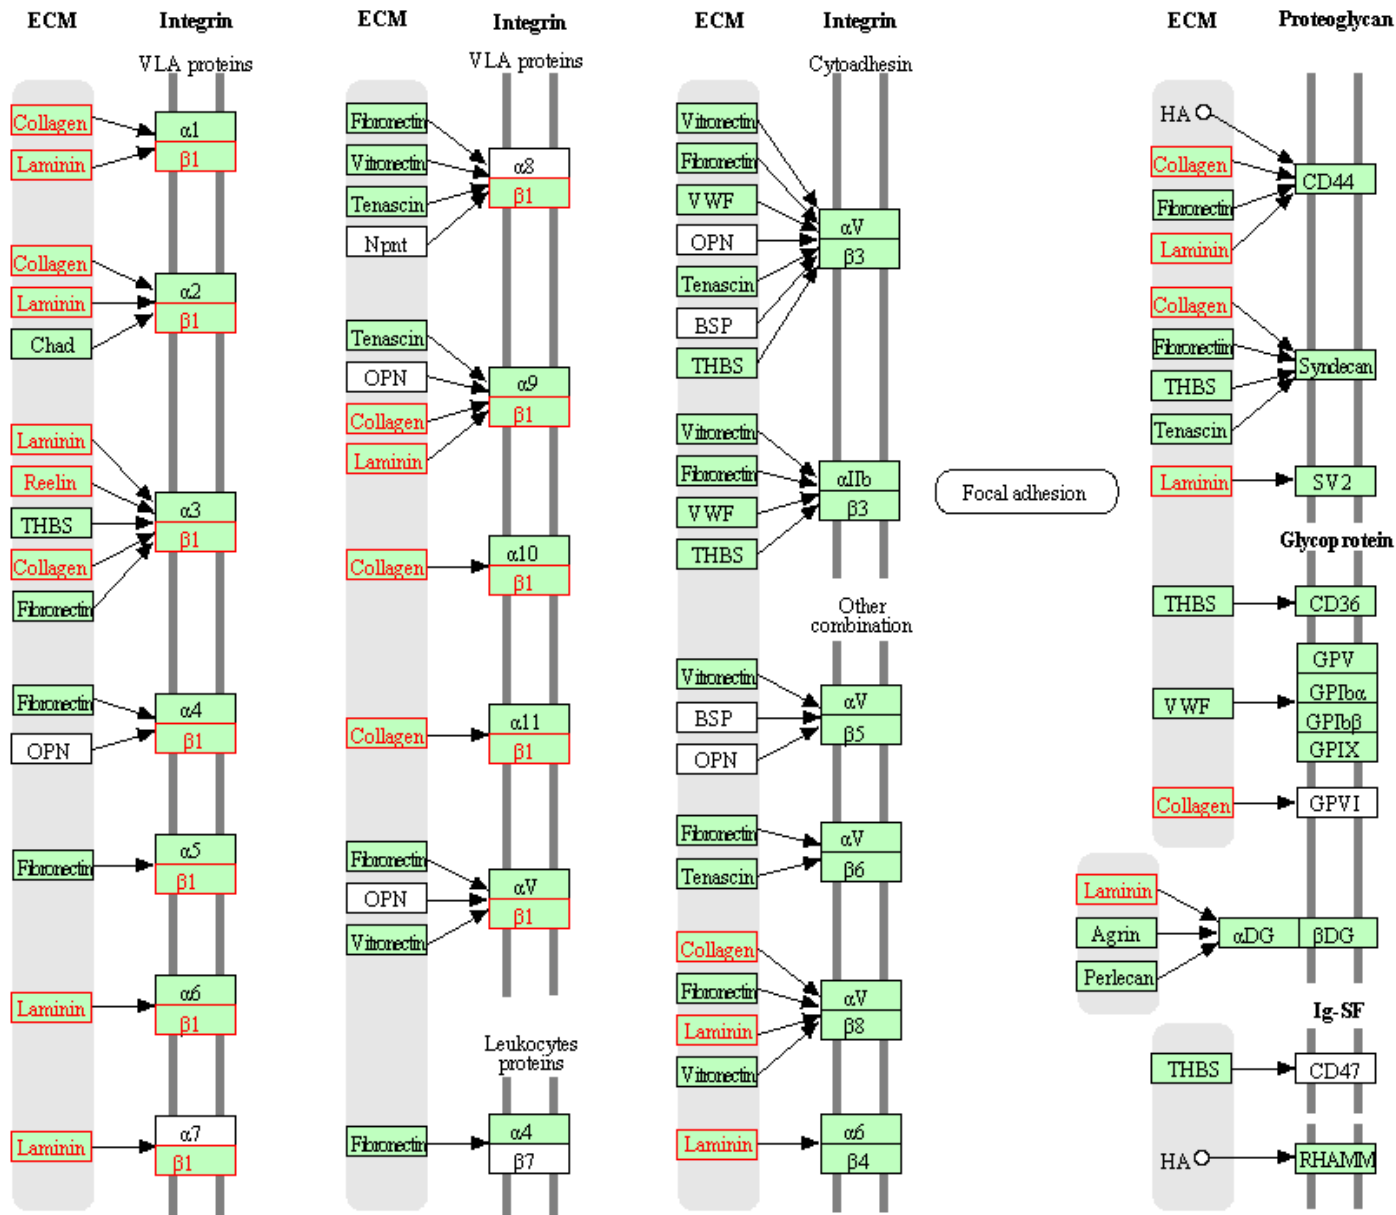 ECM
Integrin
VLA proteins
Collagen
Laminin
α1
β1
Collagen
Laminin
Chad
α2
β1
Laminin
Reelin
THBS
Collagen
Fibronectin
α3
β1
Fibronectin
OPN
α4
β1
Fibronectin
α5
β1
Laminin
α6
β1
Laminin
α7
β1
ECM
Integrin
VLA proteins
Fibronectin
Vitronectin
Tenascin
Npnt
α8
β1
Tenascin
OPN
Collagen
Laminin
α9
β1
Collagen
α10
β1
Collagen
α11
β1
Fibronectin
OPN
Vitronectin
αV
β1
Leukocytes
proteins
Fibronectin
α4
β7
ECM
Integrin
Cytoadhesin
Vitronectin
Fibronectin
VWF
OPN
Tenascin
BSP
THBS
αV
β3
Vitronectin
Fibronectin
VWF
THBS
αIIb
β3
Other
combination
Vitronectin
BSP
OPN
αV
β5
Fibronectin
Tenascin
αV
β6
Collagen
Fibronectin
Laminin
Vitronectin
αV
β8
Laminin
α6
β4
Focal adhesion
ECM
Proteoglycan
HA
Collagen
Fibronectin
Laminin
CD44
Collagen
Fibronectiin
THBS
Tenascin
Syndecan
Laminin
SV2
Glycoprotein
THBS
CD36
VWF
GPV
GPIbα
GPIbβ
GPIX
Collagen
GPVI
Laminin
Agrin
Perlecan
αDG
βDG
Ig-SF
THBS
CD47
HA
RHAMM